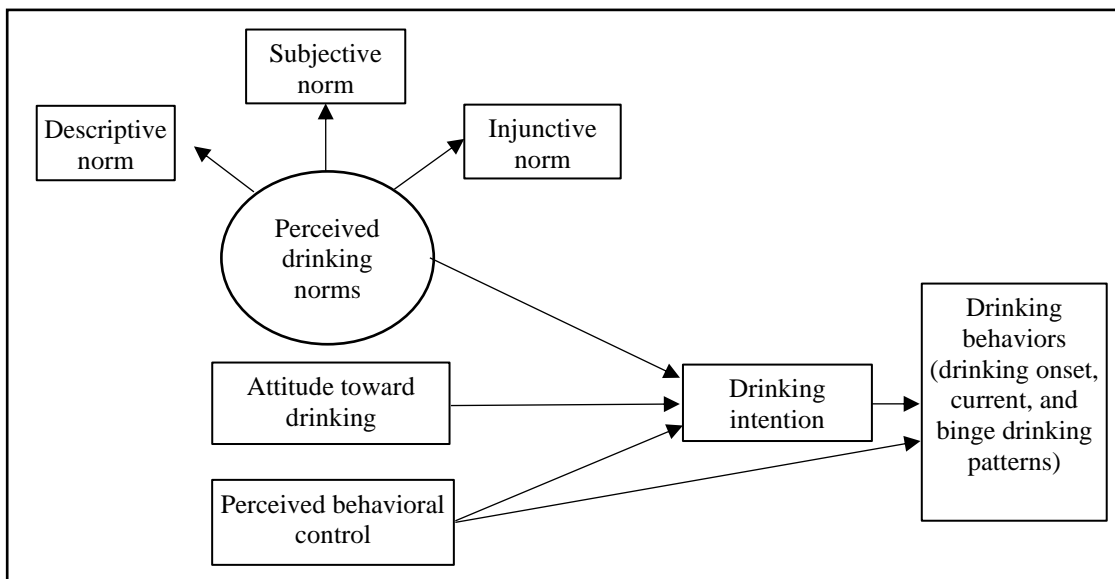 Subjective
norm
Descriptive
norm
Injunctive
norm
Perceived
drinking
norms
Attitude toward
drinking
Perceived behavioral
control
Drinking
intention
Drinking
behaviors
(drinking onset,
current, and
binge drinking
patterns)